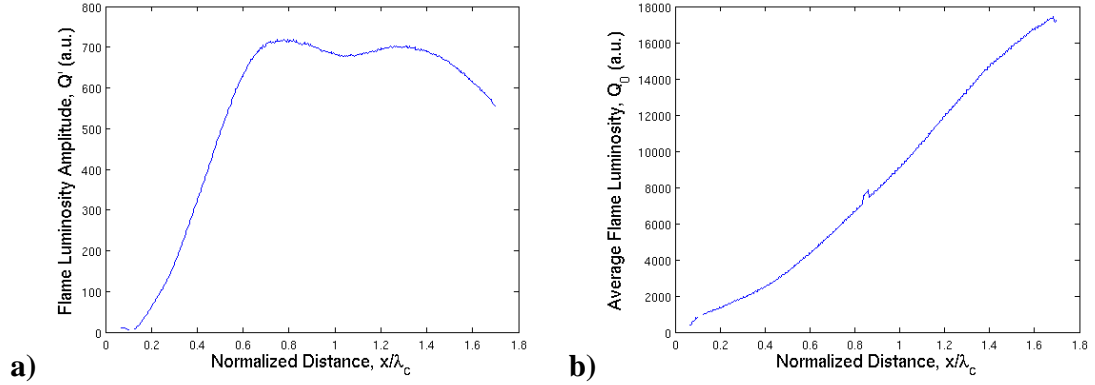 800
700
600
500
400
300
200
100
0
Flame Luminosity Amplitude, Q' (a.u.)
0 0.2 0.4 0.6 0.8 1 1.2 1.4 1.6 1.8
Normalized Distance, x/λc
a)
18000
16000
14000
12000
10000
8000
6000
4000
2000
0
Average Flame Luminosity, Q0 (a.u.)
0 0.2 0.4 0.6 0.8 1 1.2 1.4 1.6 1.8
Normalized Distance, x/λc
b)